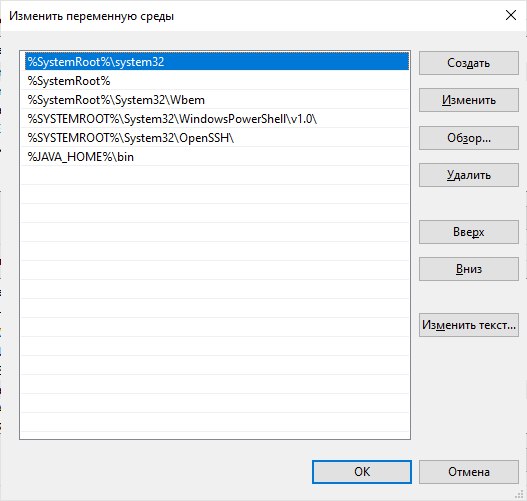 Изменить переменную среды
%SystemRoot%\system32
%SystemRoot%
%SystemRoot%\System32\Wbem
%SYSTEMROOT%\System32\WindowsPowerShell\v1.0\
%SYSTEMROOT%\System32\OpenSSH\
%JAVA_HOME%\bin
Создать
Изменить
Обзор...
Удалить
Вверх
Вниз
Изменить текст...
ОК
Отмена